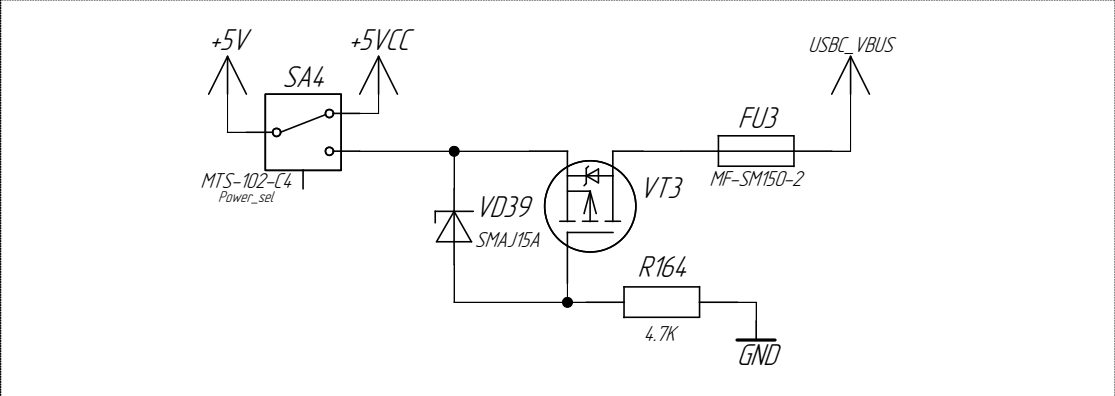 +5V
+5VCC
USBC_VBUS
SA4
FU3
MTS-102-C4
Power_sel
MF-SM150-2
VT3
VD39
SMAJ15A
R164
4.7K
GND